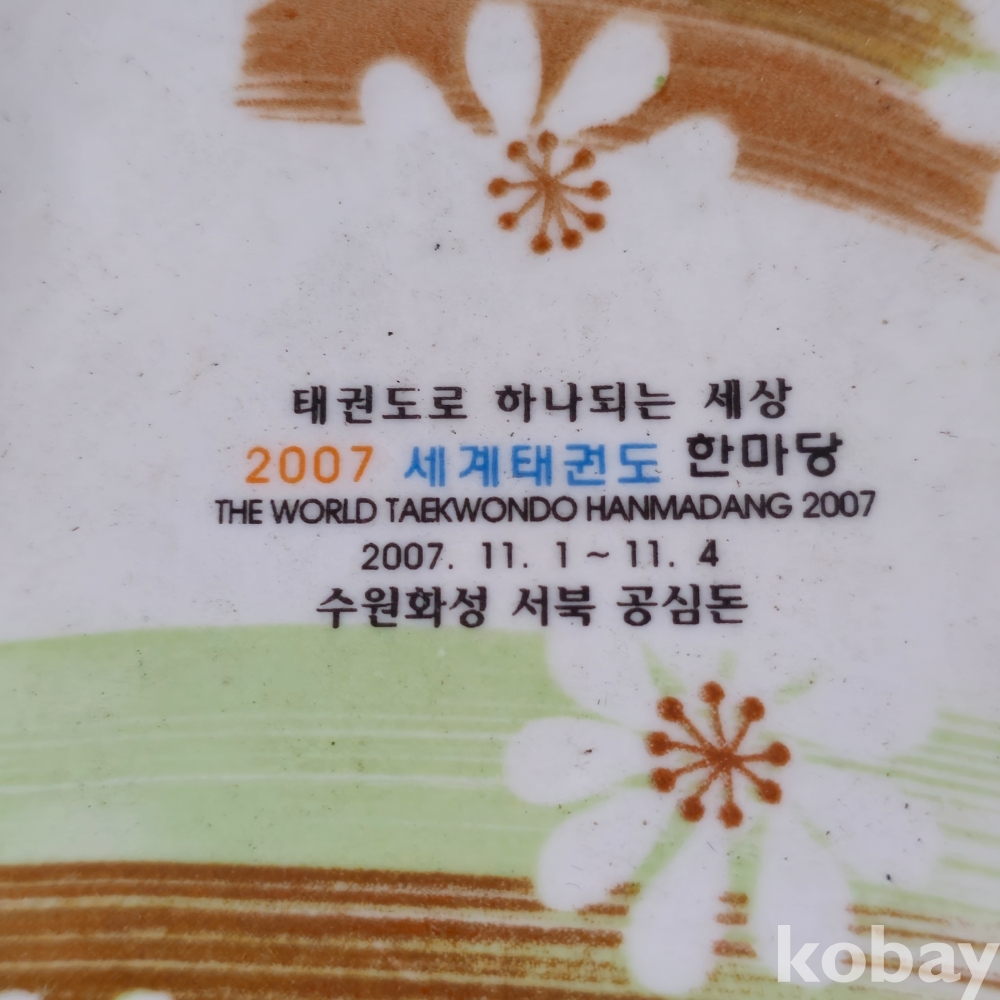 태권도로 하나되는 세상
2007 세계태권도 한마당
THE WORLD TAEKWONDO HANMADANG 2007
2007. 11. 1 ~ 11. 4
수원화성 서북 공심돈
kobay